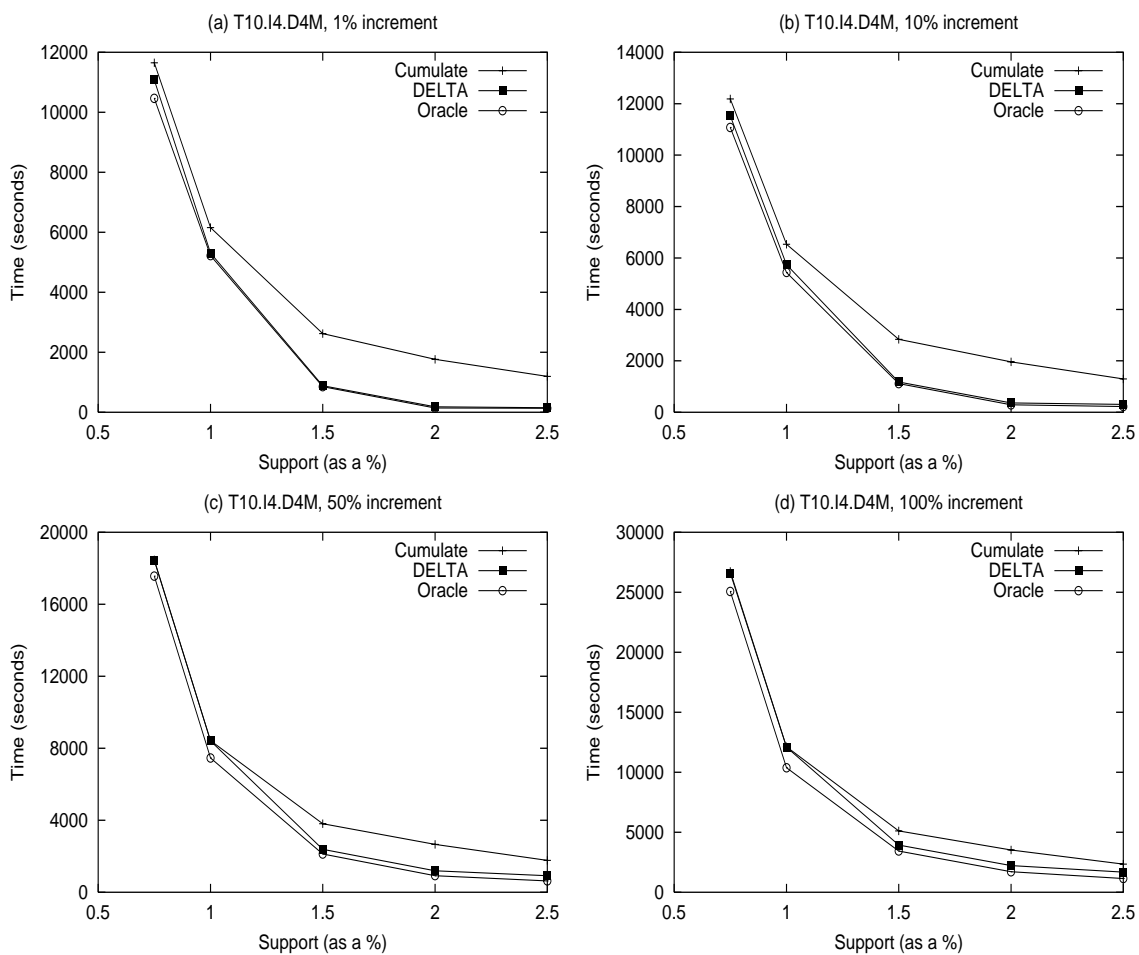 (a) T10.I4.D4M, 1% increment
12000
10000
8000
6000
4000
2000
0
Time (seconds)
Cumulate
DELTA
Oracle
0.5 1 1.5 2 2.5
Support (as a %)
(b) T10.I4.D4M, 10% increment
14000
12000
10000
8000
6000
4000
2000
0
Time (seconds)
Cumulate
DELTA
Oracle
0.5 1 1.5 2 2.5
Support (as a %)
(c) T10.I4.D4M, 50% increment
20000
16000
12000
8000
4000
0
Time (seconds)
Cumulate
DELTA
Oracle
0.5 1 1.5 2 2.5
Support (as a %)
(d) T10.I4.D4M, 100% increment
30000
25000
20000
15000
10000
5000
0
Time (seconds)
Cumulate
DELTA
Oracle
0.5 1 1.5 2 2.5
Support (as a %)